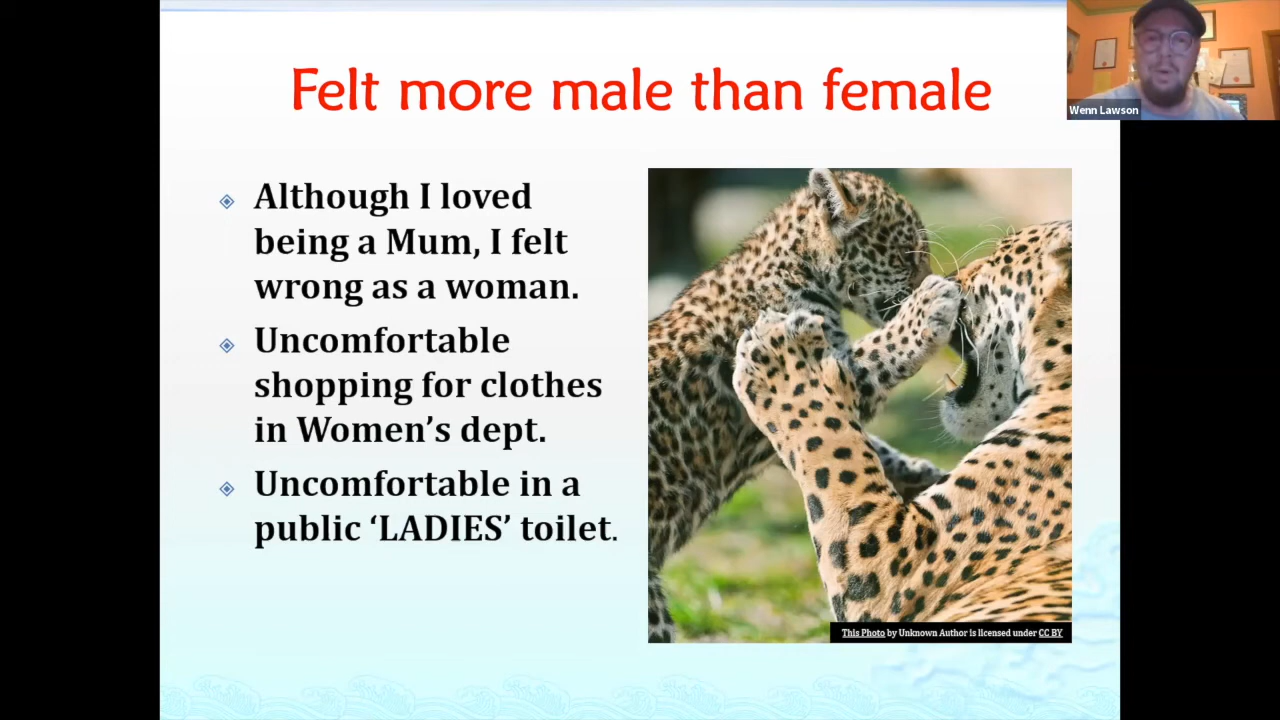 Felt more male than female
Wenn Lawson
Although I loved
being a Mum, I felt
wrong as a woman.
Uncomfortable
shopping for clothes
in Women's dept.
Uncomfortable in a
public ‘LADIES’ toilet.
This Photo by Unknown Author is licensed under CC BY